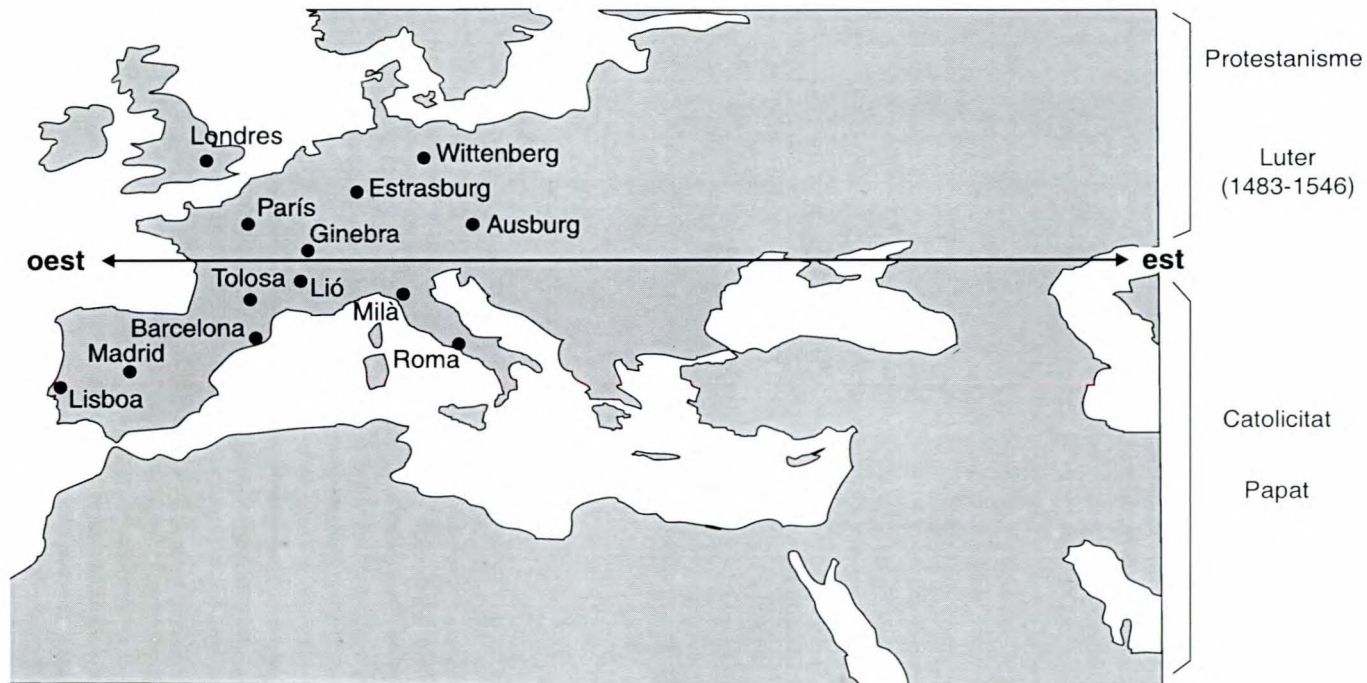 Protestanisme
Luter
(1483-1546)
Londres
Wittenberg
Estrasburg
París
Ausburg
Ginebra
oest
est
Tolosa
Lió
Milà
Barcelona
Roma
Madrid
Lisboa
Catolicitat
Papat